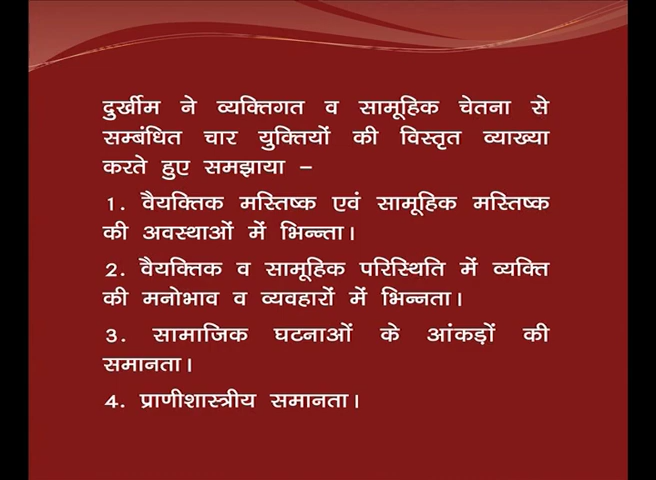 दुर्खीम ने व्यक्तिगत व सामूहिक चेतना से
सम्बंधित चार युक्तियों की विस्तृत व्याख्या
करते हुए समझाया –
1. वैयक्तिक मस्तिष्क एवं सामूहिक मस्तिष्क
की अवस्थाओं में भिन्न्ता।
2. वैयक्तिक व सामूहिक परिस्थिति में व्यक्ति
की मनोभाव व व्यवहारों में भिन्नता।
3. सामाजिक घटनाओं के आंकड़ों की
समानता।
4. प्राणीशास्त्रीय समानता।